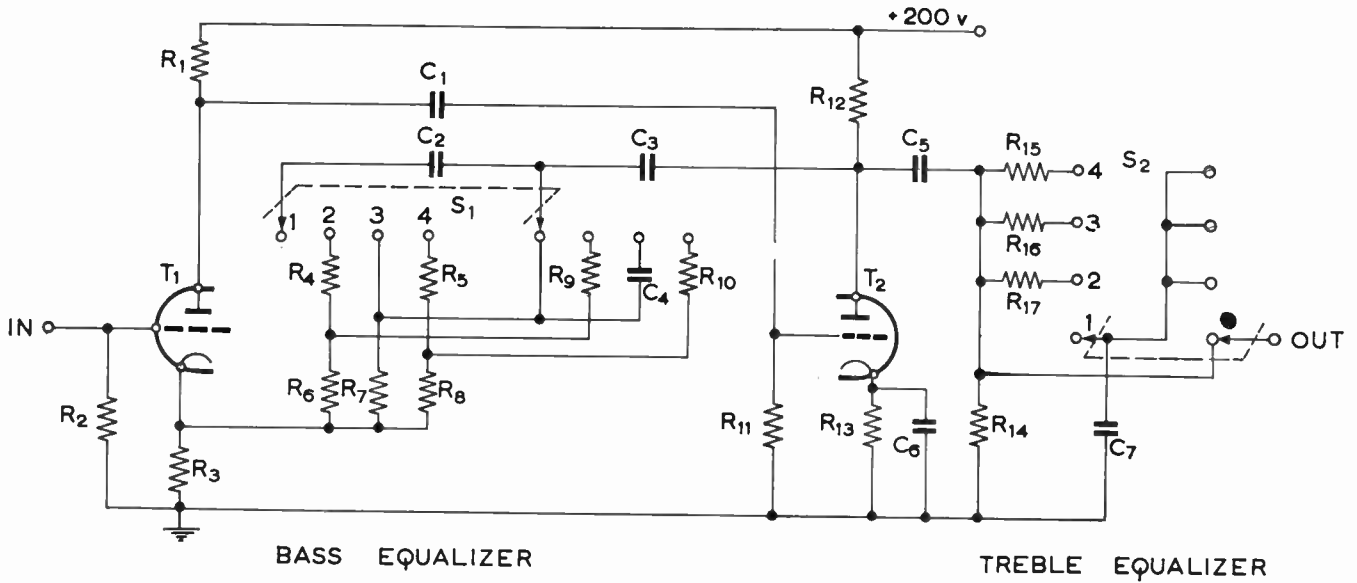 +200 v
R1
C1
R12
C2
C3
C5
R15
4
S2
S1
1
2
3
4
R16
3
R4
R5
R9
C4
R10
T1
T2
R17
2
IN
1
OUT
R2
R6
R7
R8
R11
R13
C6
R14
C7
R3
BASS EQUALIZER
TREBLE EQUALIZER